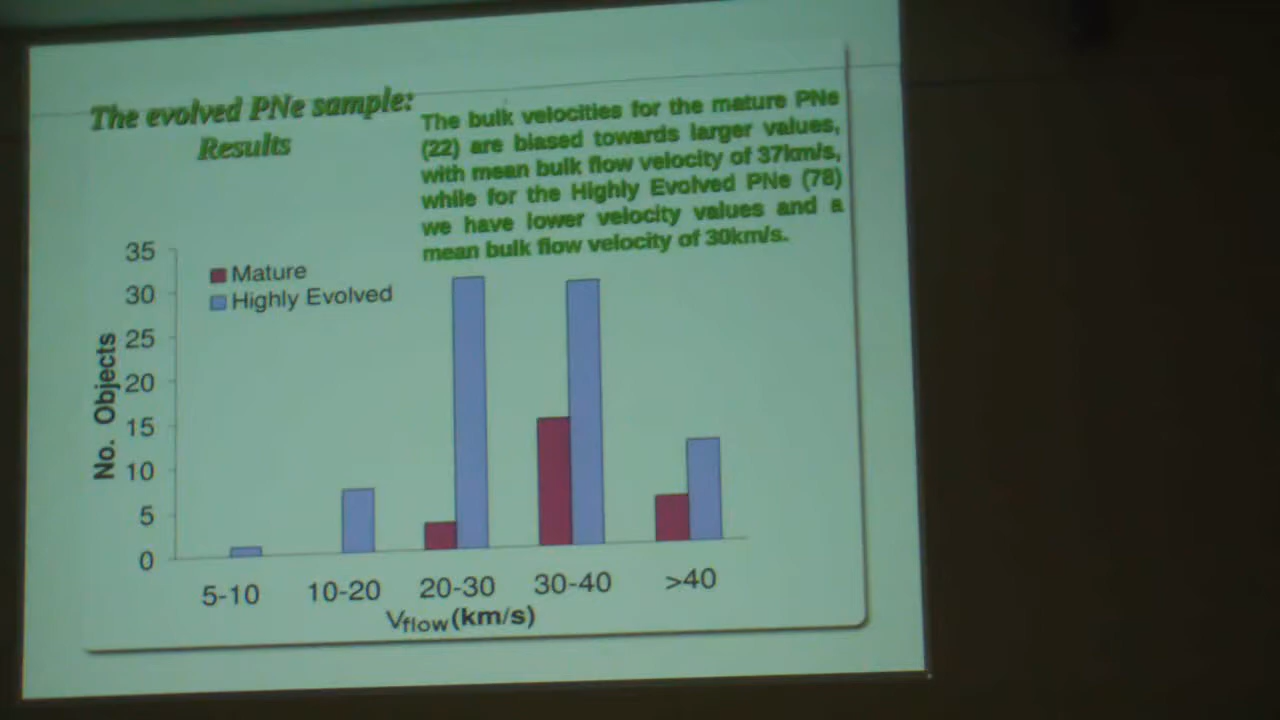 The evolved PNe sample:
Results
The bulk velocities for the mature PNe
(22) are biased towards larger values,
with mean bulk flow velocity of 37km/s,
while for the Highly Evolved PNe (78)
we have lower velocity values and a
mean bulk flow velocity of 30km/s.
35
30
25
20
15
10
5
0
No. Objects
Mature
Highly Evolved
5-10
10-20
20-30
30-40
>40
Vflow(km/s)